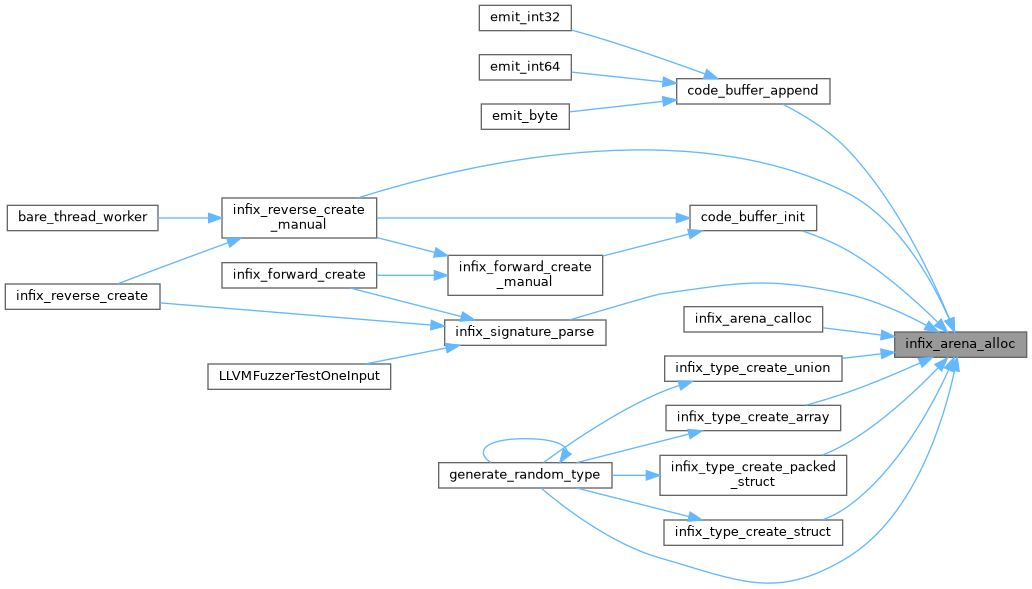 emit_int32
emit_int64
code_buffer_append
emit_byte
infix_reverse_create
_manual
bare_thread_worker
code_buffer_init
infix_forward_create
_manual
infix_forward_create
infix_reverse_create
infix_arena_calloc
infix_signature_parse
infix_arena_alloc
infix_type_create_union
LLVMFuzzerTestOneInput
infix_type_create_array
generate_random_type
infix_type_create_packed
_struct
infix_type_create_struct